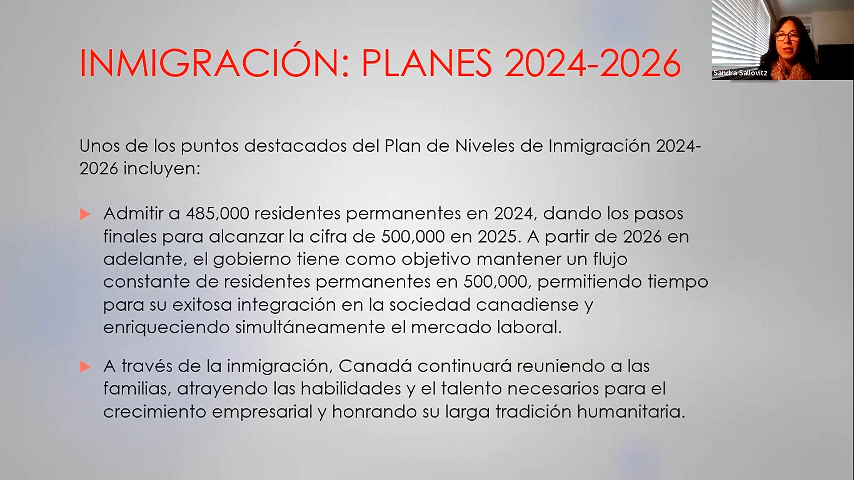 INMIGRACIÓN: PLANES 2024-2026
Sandra Sallovitz
Unos de los puntos destacados del Plan de Niveles de Inmigración 2024-
2026 incluyen:
Admitir a 485,000 residentes permanentes en 2024, dando los pasos
finales para alcanzar la cifra de 500,000 en 2025. A partir de 2026 en
adelante, el gobierno tiene como objetivo mantener un flujo
constante de residentes permanentes en 500,000, permitiendo tiempo
para su exitosa integración en la sociedad canadiense y
enriqueciendo simultáneamente el mercado laboral.
A través de la inmigración, Canadá continuará reuniendo a las
familias, atrayendo las habilidades y el talento necesarios para el
crecimiento empresarial y honrando su larga tradición humanitaria.